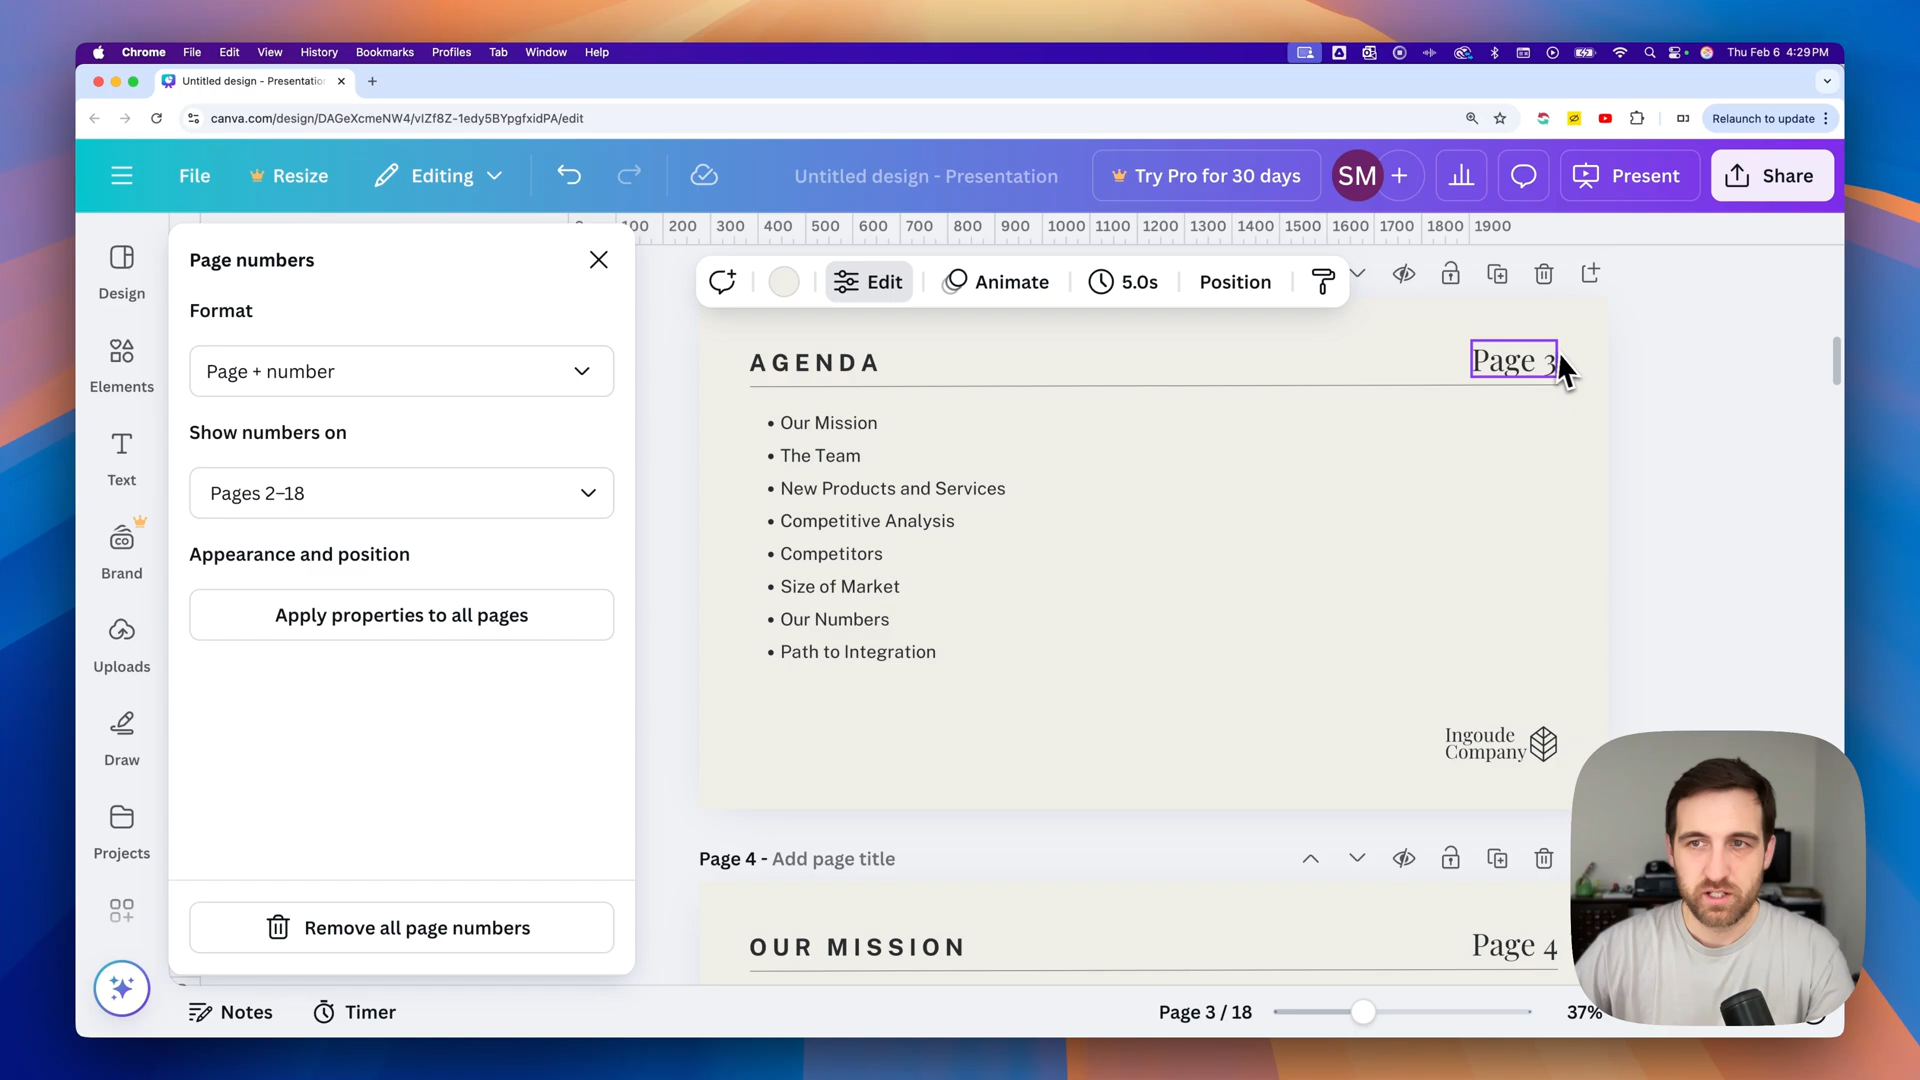 Chrome File Edit View History Bookmarks Profiles Tab Window Help Thu Feb 6 4:29 PM
Untitled design - Presentatio
canva.com/design/DAGeXcmeNW4/vIZf8Z-1edy5BYpgfxidPA/edit Relaunch to update
File Resize Editing Untitled design - Presentation Try Pro for 30 days SM Present Share
0 100 200 300 400 500 600 700 800 900 1000 1100 1200 1300 1400 1500 1600 1700 1800 1900
Design
Elements
Text
Brand
Uploads
Draw
Projects
Page numbers
Format
Page + number
Show numbers on
Pages 2–18
Appearance and position
Apply properties to all pages
Remove all page numbers
Edit Animate 5.0s Position
AGENDA Page 3
• Our Mission
• The Team
• New Products and Services
• Competitive Analysis
• Competitors
• Size of Market
• Our Numbers
• Path to Integration
Ingoude
Company
Page 4 - Add page title
OUR MISSION Page 4
Notes Timer Page 3 / 18 37%